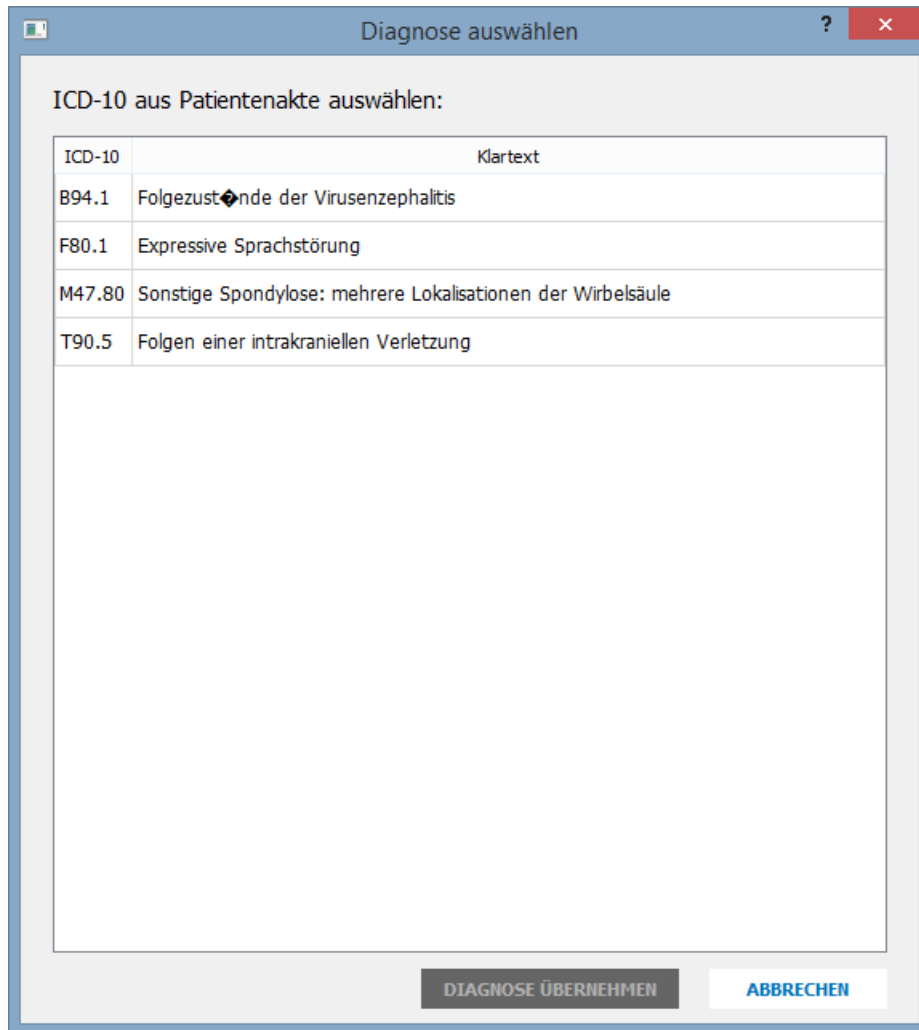 Diagnose auswählen ? ×
ICD-10 aus Patientenakte auswählen:
ICD-10 Klartext
B94.1 Folgezust�nde der Virusenzephalitis
F80.1 Expressive Sprachstörung
M47.80 Sonstige Spondylose: mehrere Lokalisationen der Wirbelsäule
T90.5 Folgen einer intrakraniellen Verletzung
DIAGNOSE ÜBERNEHMEN ABBRECHEN